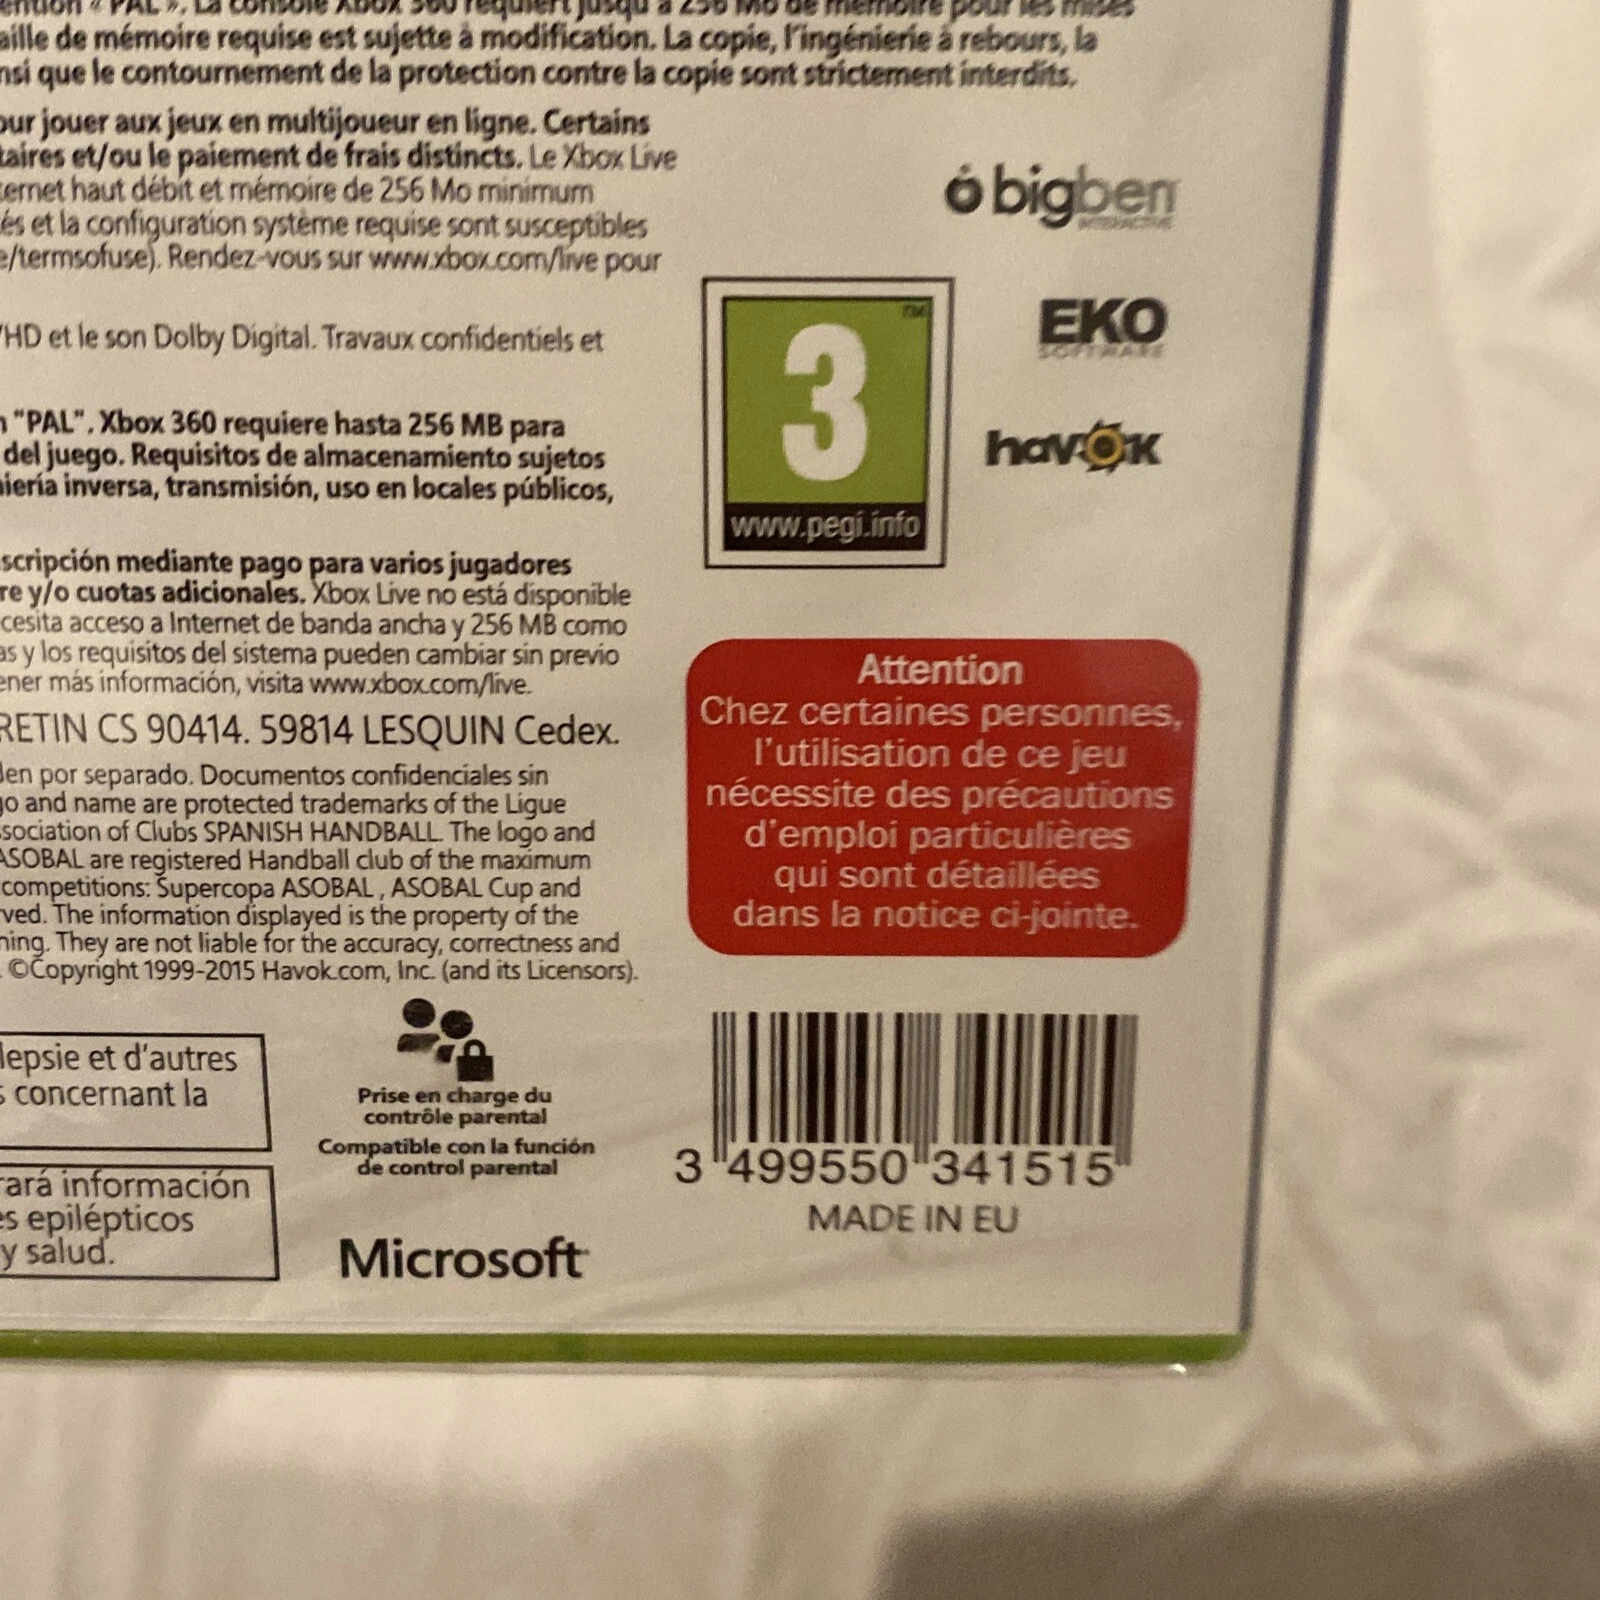 ention « PAL ». La console Xbox 360 requiert jusqu'à 256 Mo de mémoire pour les mises
aille de mémoire requise est sujette à modification. La copie, l'ingénierie à rebours, la
nsi que le contournement de la protection contre la copie sont strictement interdits.
our jouer aux jeux en multijoueur en ligne. Certains
taires et/ou le paiement de frais distincts. Le Xbox Live
ternet haut débit et mémoire de 256 Mo minimum
tés et la configuration système requise sont susceptibles
e/termsofuse). Rendez-vous sur www.xbox.com/live pour
/HD et le son Dolby Digital. Travaux confidentiels et
n "PAL". Xbox 360 requiere hasta 256 MB para
del juego. Requisitos de almacenamiento sujetos
niería inversa, transmisión, uso en locales públicos,
scripción mediante pago para varios jugadores
re y/o cuotas adicionales. Xbox Live no está disponible
cesita acceso a Internet de banda ancha y 256 MB como
as y los requisitos del sistema pueden cambiar sin previo
ener más información, visita www.xbox.com/live.
RETIN CS 90414. 59814 LESQUIN Cedex.
den por separado. Documentos confidenciales sin
go and name are protected trademarks of the Ligue
ssociation of Clubs SPANISH HANDBALL. The logo and
ASOBAL are registered Handball club of the maximum
competitions: Supercopa ASOBAL, ASOBAL Cup and
rved. The information displayed is the property of the
ning. They are not liable for the accuracy, correctness and
. ©Copyright 1999-2015 Havok.com, Inc. (and its Licensors).
bigben
INTERACTIVE
EKO
SOFTWARE
havok
3
TM
www.pegi.info
Attention
Chez certaines personnes,
l'utilisation de ce jeu
nécessite des précautions
d'emploi particulières
qui sont détaillées
dans la notice ci-jointe.
lepsie et d'autres
s concernant la
rará información
es epilépticos
y salud.
Prise en charge du
contrôle parental
Compatible con la función
de control parental
Microsoft
3 499550 341515
MADE IN EU